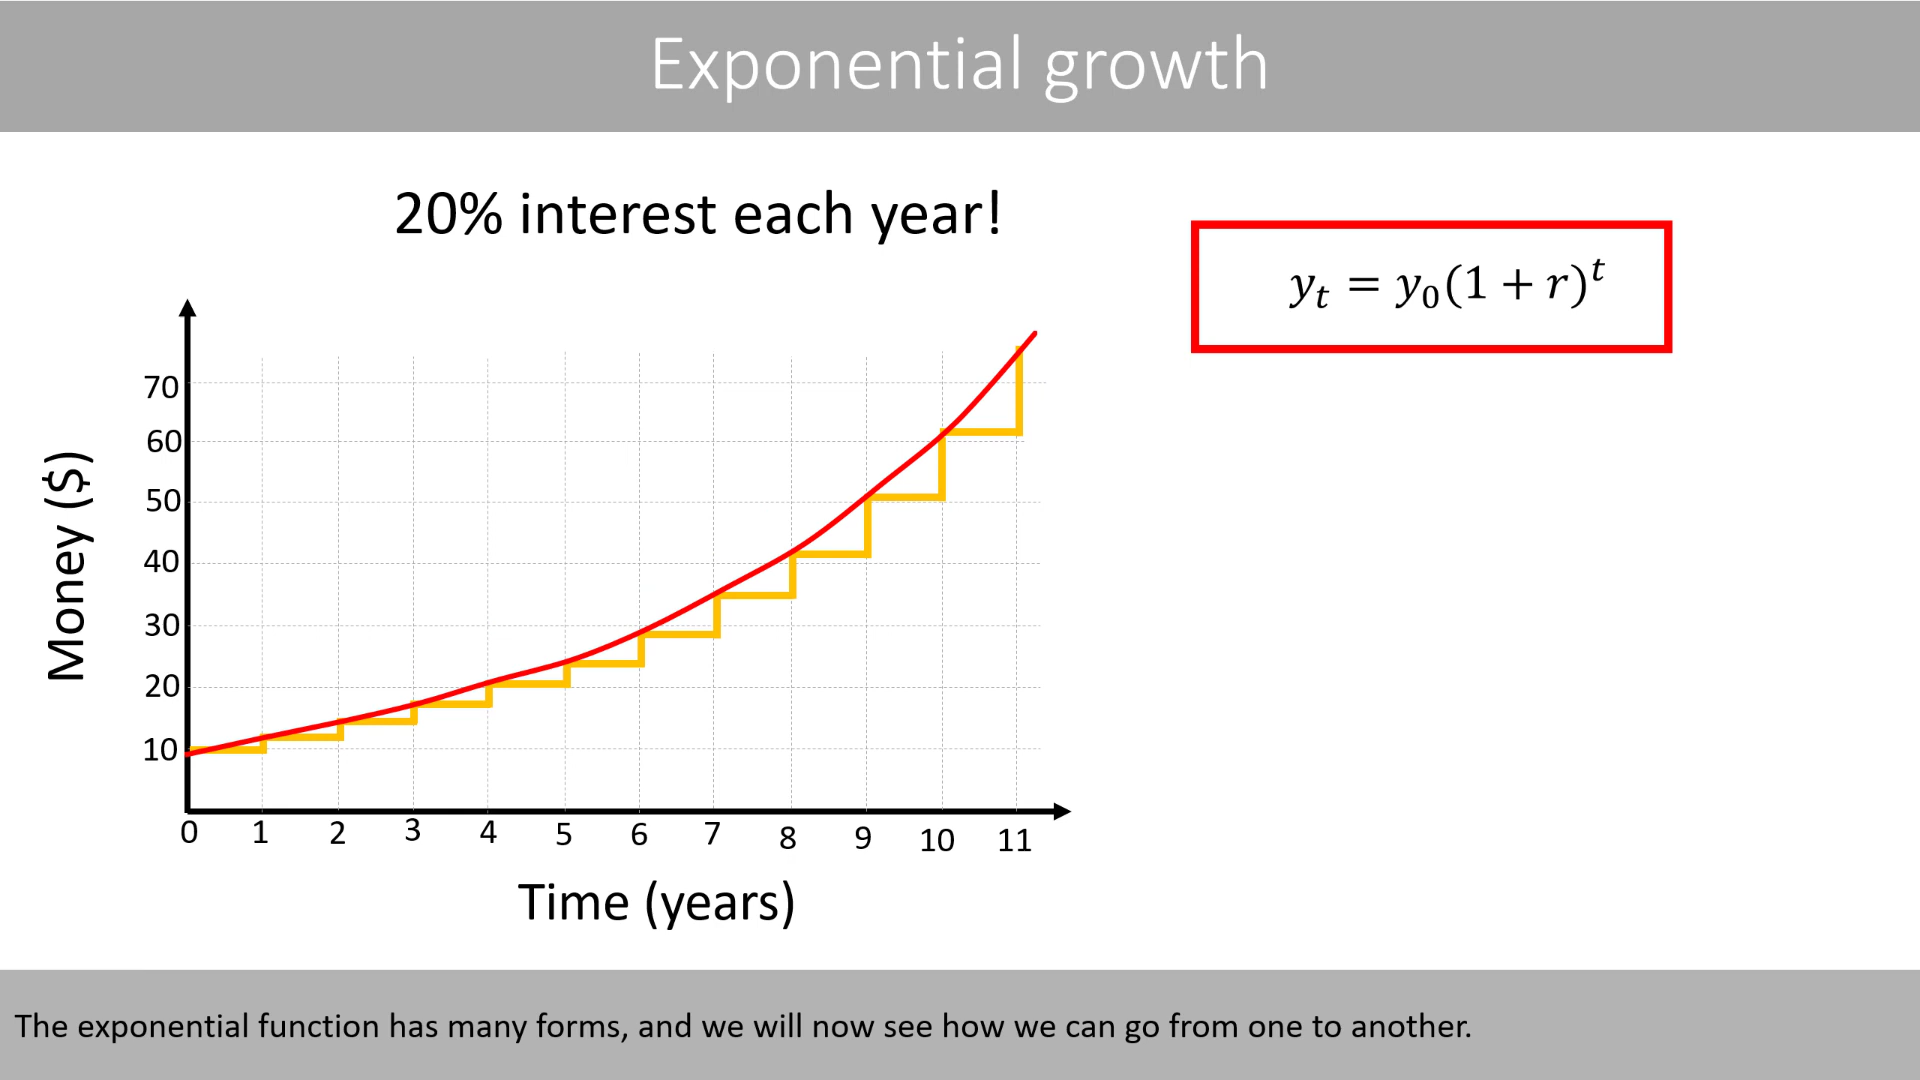 Exponential growth
20% interest each year!
y_t = y_0(1 + r)^t
Money ($)
70
60
50
40
30
20
10
0 1 2 3 4 5 6 7 8 9 10 11
Time (years)
The exponential function has many forms, and we will now see how we can go from one to another.